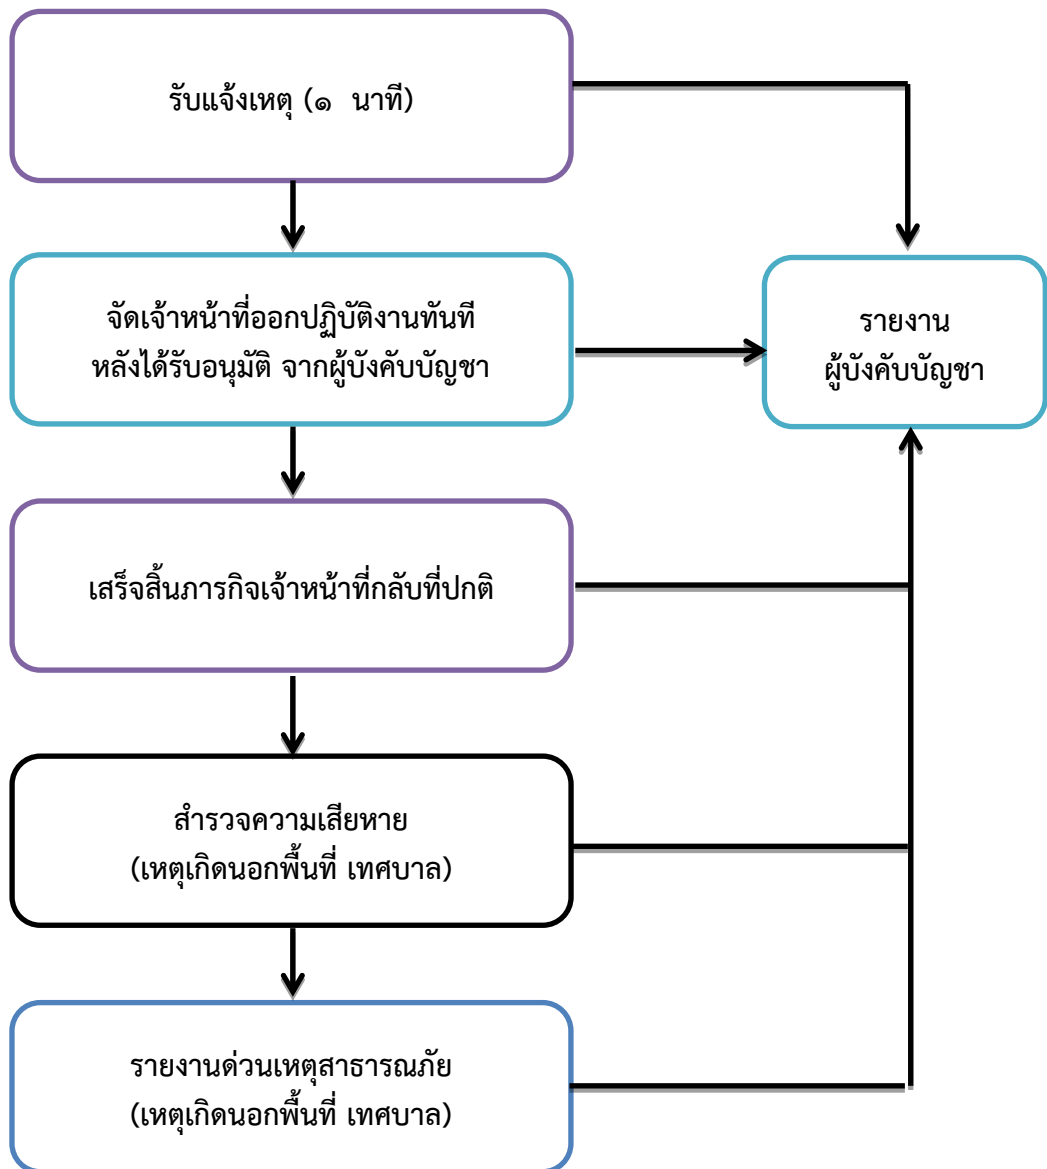 รับแจ้งเหตุ (๑ นาที)
จัดเจ้าหน้าที่ออกปฏิบัติงานทันที
หลังได้รับอนุมัติ จากผู้บังคับบัญชา
รายงาน
ผู้บังคับบัญชา
เสร็จสิ้นภารกิจเจ้าหน้าที่กลับที่ปกติ
สำรวจความเสียหาย
(เหตุเกิดนอกพื้นที่ เทศบาล)
รายงานด่วนเหตุสาธารณภัย
(เหตุเกิดนอกพื้นที่ เทศบาล)